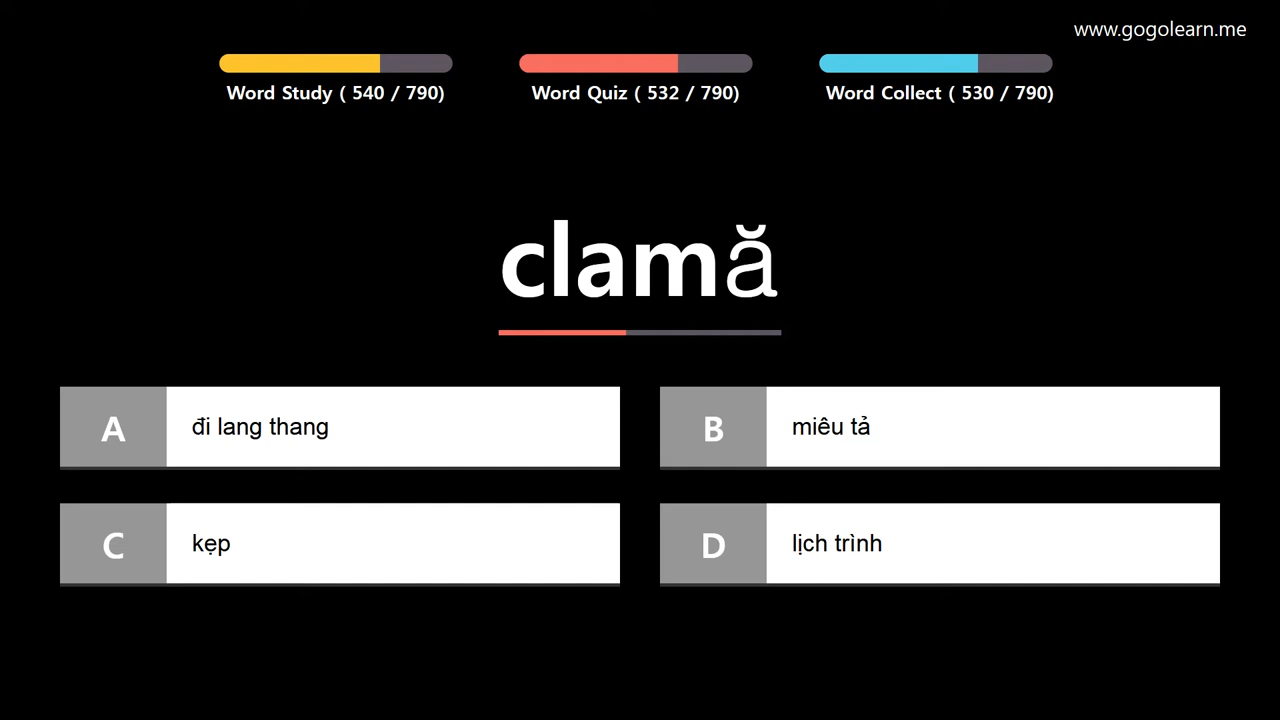 www.gogolearn.me
Word Study ( 540 / 790)
Word Quiz ( 532 / 790)
Word Collect ( 530 / 790)
clamă
A
đi lang thang
B
miêu tả
C
kẹp
D
lịch trình